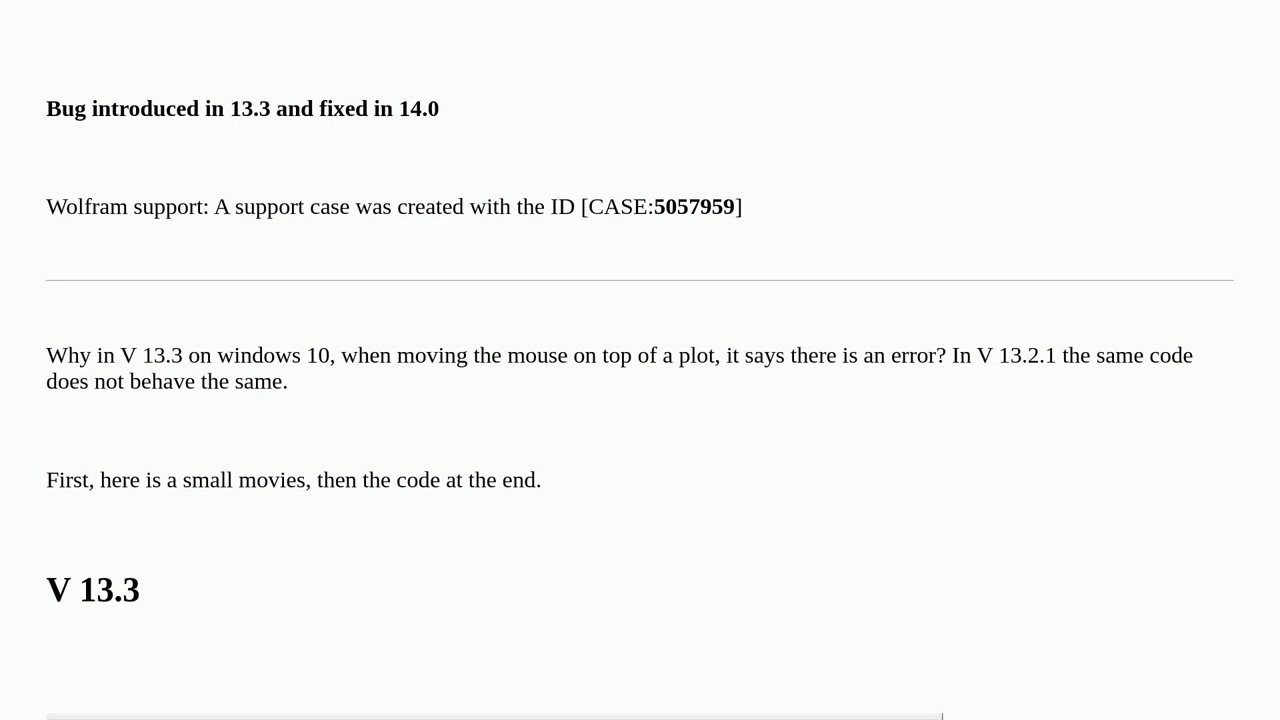 Bug introduced in 13.3 and fixed in 14.0
Wolfram support: A support case was created with the ID [CASE:5057959]
Why in V 13.3 on windows 10, when moving the mouse on top of a plot, it says there is an error? In V 13.2.1 the same code
does not behave the same.
First, here is a small movies, then the code at the end.
V 13.3